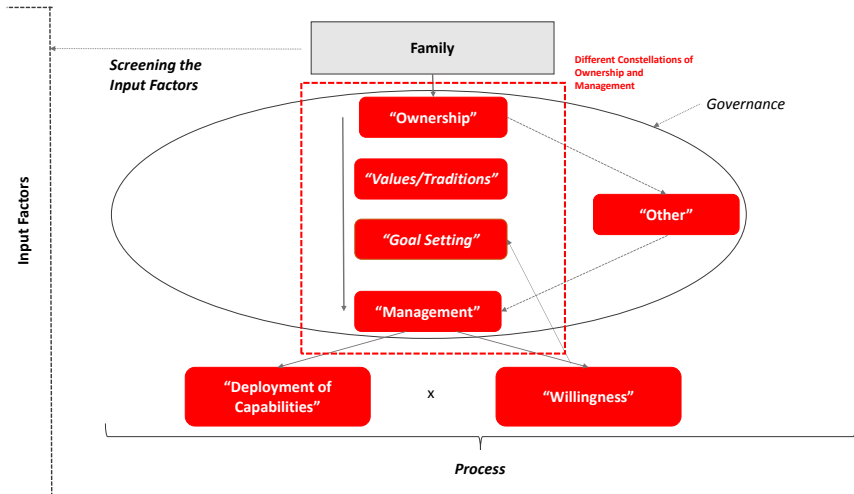 Family
Screening the
Input Factors
Different Constellations of
Ownership and
Management
Governance
“Ownership”
“Values/Traditions”
“Other”
“Goal Setting”
Input Factors
“Management”
“Deployment of
Capabilities”
x
“Willingness”
Process